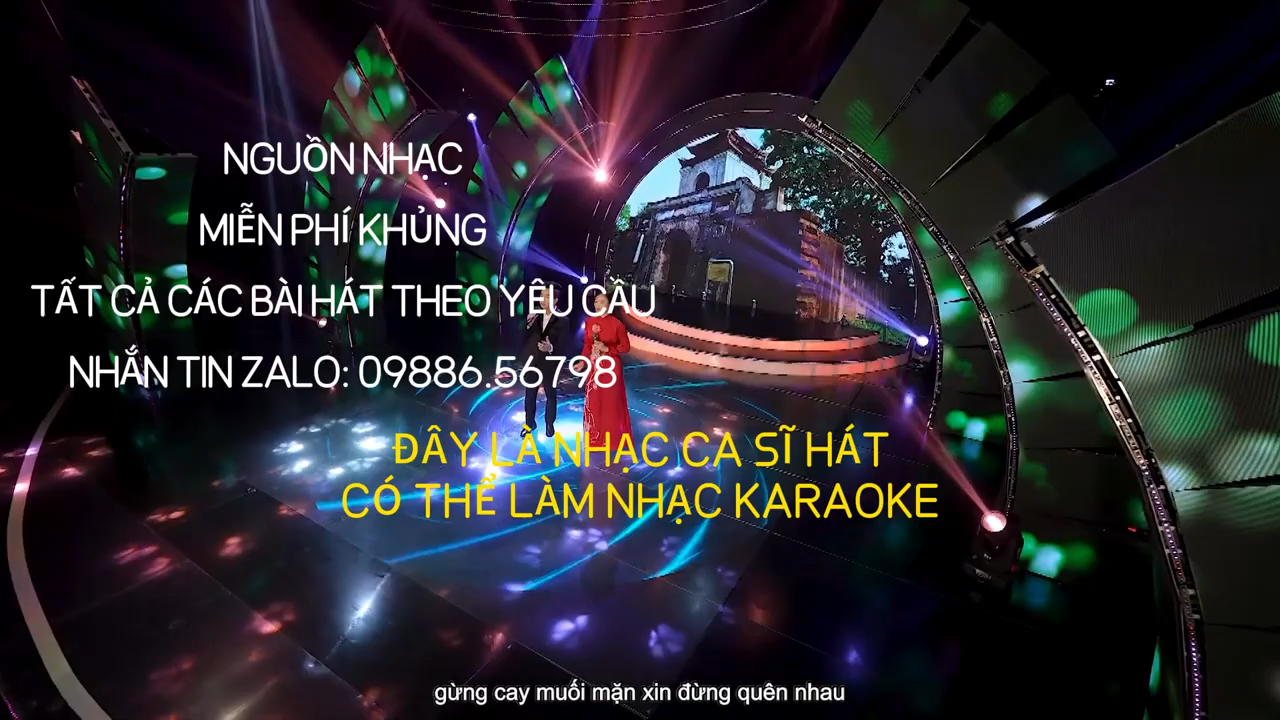 NGUỒN NHẠC
MIỄN PHÍ KHỦNG
TẤT CẢ CÁC BÀI HÁT THEO YÊU CẦU
NHẮN TIN ZALO: 09886.56798
ĐÂY LÀ NHẠC CA SĨ HÁT
CÓ THỂ LÀM NHẠC KARAOKE
gừng cay muối mặn xin đừng quên nhau